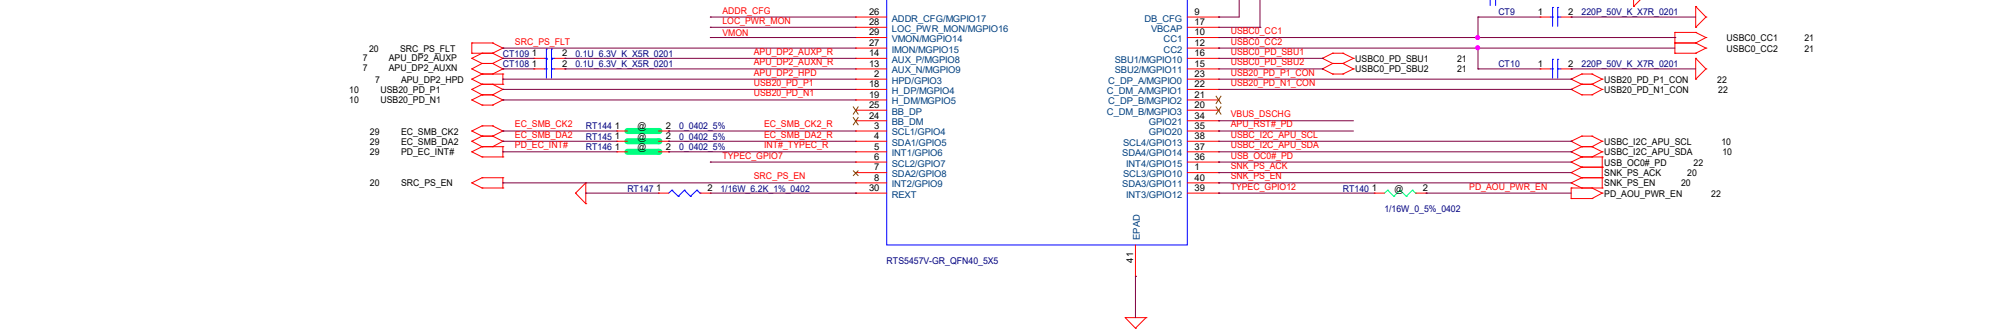 ADDR_CFG 26 ADDR_CFG/MGPIO17 DB_CFG 9 CT9 1 2 220P_50V_K_X7R_0201
LOC_PWR_MON 28 LOC_PWR_MON/MGPIO16 VBCAP 17
VMON 29 VMON/MGPIO14 CC1 10 USBC0_CC1 USBC0_CC1 21
20 SRC_PS_FLT SRC_PS_FLT 27 IMON/MGPIO15 CC2 12 USBC0_CC2 USBC0_CC2 21
7 APU_DP2_AUXP CT109 1 2 0.1U_6.3V_K_X5R_0201 APU_DP2_AUXP_R 14 AUX_P/MGPIO8 SBU1/MGPIO10 16 USBC0_PD_SBU1 USBC0_PD_SBU1 21
7 APU_DP2_AUXN CT108 1 2 0.1U_6.3V_K_X5R_0201 APU_DP2_AUXN_R 13 AUX_N/MGPIO9 SBU2/MGPIO11 15 USBC0_PD_SBU2 USBC0_PD_SBU2 21 CT10 1 2 220P_50V_K_X7R_0201
7 APU_DP2_HPD APU_DP2_HPD 2 HPD/GPIO3 C_DP_A/MGPIO0 23 USB20_PD_P1_CON USB20_PD_P1_CON 22
10 USB20_PD_P1 USB20_PD_P1 18 H_DP/MGPIO4 C_DM_A/MGPIO1 22 USB20_PD_N1_CON USB20_PD_N1_CON 22
10 USB20_PD_N1 USB20_PD_N1 19 H_DM/MGPIO5 C_DP_B/MGPIO2 21
25 BB_DP C_DM_B/MGPIO3 20
24 BB_DM GPIO21 34 VBUS_DSCHG
29 EC_SMB_CK2 EC_SMB_CK2 RT144 1 @ 2 0_0402_5% EC_SMB_CK2_R 3 SCL1/GPIO4 GPIO20 35 APU_RST#_PD
29 EC_SMB_DA2 EC_SMB_DA2 RT145 1 @ 2 0_0402_5% EC_SMB_DA2_R 4 SDA1/GPIO5 SCL4/GPIO13 38 USBC_I2C_APU_SCL USBC_I2C_APU_SCL 10
29 PD_EC_INT# PD_EC_INT# RT146 1 @ 2 0_0402_5% INT#_TYPEC_R 5 INT1/GPIO6 SDA4/GPIO14 37 USBC_I2C_APU_SDA USBC_I2C_APU_SDA 10
TYPEC_GPIO7 6 SCL2/GPIO7 INT4/GPIO15 36 USB_OC0#_PD USB_OC0#_PD 22
7 SDA2/GPIO8 SCL3/GPIO10 1 SNK_PS_ACK SNK_PS_ACK 20
20 SRC_PS_EN SRC_PS_EN 8 INT2/GPIO9 SDA3/GPIO11 40 SNK_PS_EN SNK_PS_EN 20
RT147 1 2 1/16W_6.2K_1%_0402 30 REXT INT3/GPIO12 39 TYPEC_GPIO12 RT140 1 @ 2 PD_AOU_PWR_EN PD_AOU_PWR_EN 22
1/16W_0_5%_0402
EPAD
41
RTS5457V-GR_QFN40_5X5